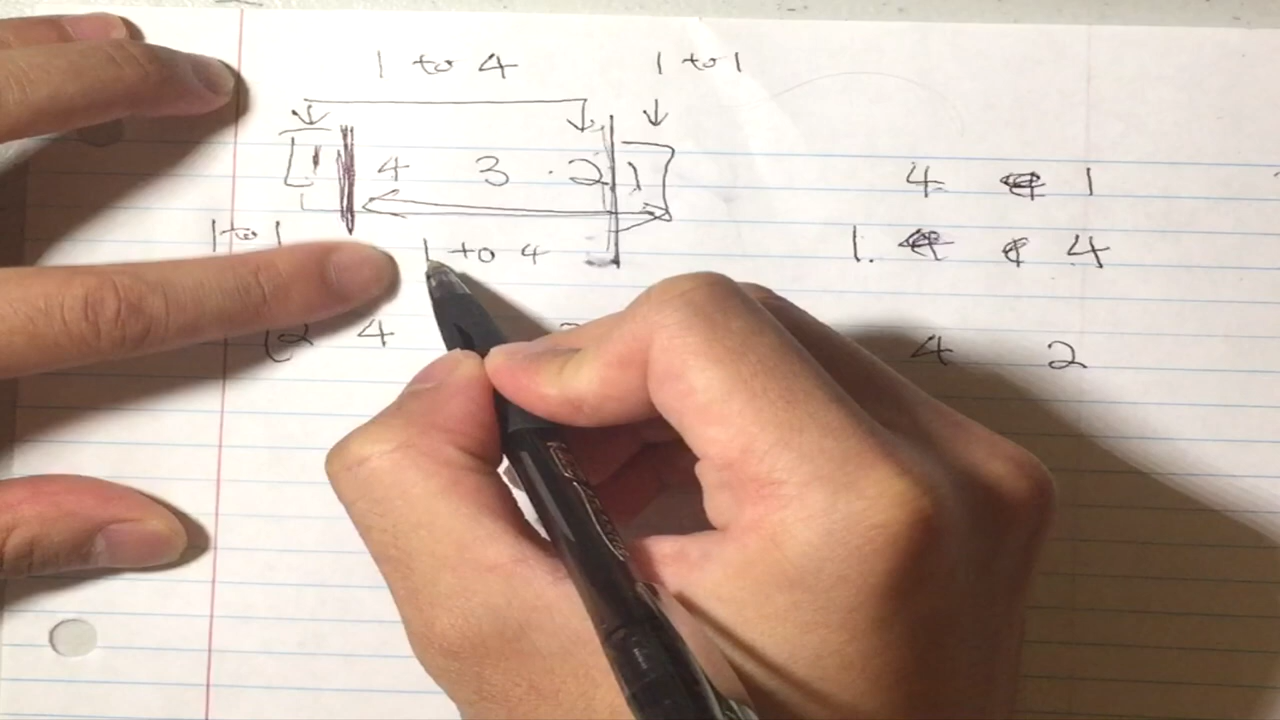 1 to 4 1 to 1
1 4 3 2 1 4 1
1 to 1 1 to 4 1. 4
(2 4 4 2